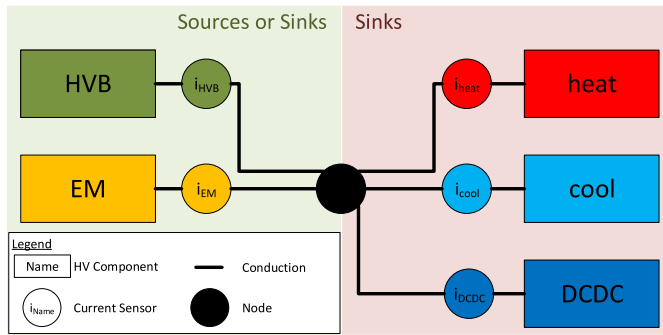 Sources or Sinks
Sinks
HVB
iHVB
iheat
heat
EM
iEM
icool
cool
Legend
Name
HV Component
Conduction
iName
Current Sensor
Node
iDCDC
DCDC